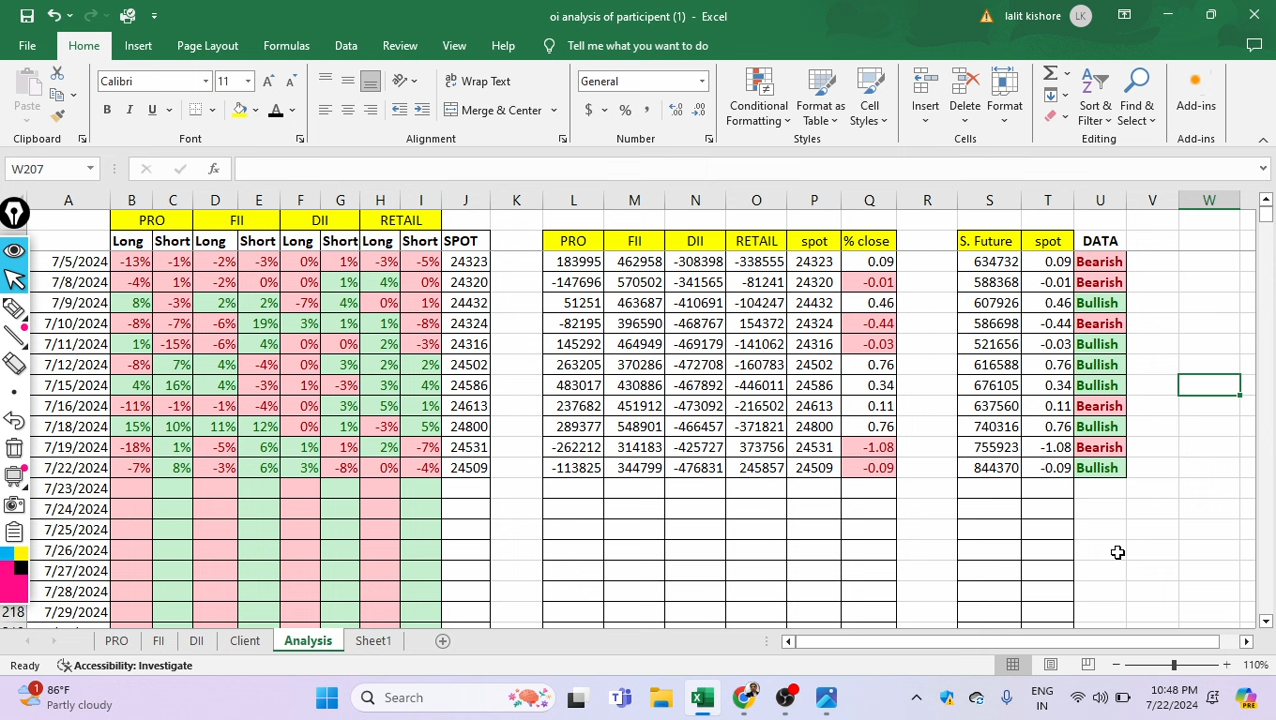 oi analysis of participent (1) - Excel
lalit kishore
LK
File Home Insert Page Layout Formulas Data Review View Help Tell me what you want to do
Paste
Calibri 11
B I U
Wrap Text
Merge & Center
General
Conditional Formatting
Format as Table
Cell Styles
Insert
Delete
Format
Sort & Filter
Find & Select
Add-ins
Clipboard Font Alignment Number Styles Cells Editing Add-ins
W207
A B C D E F G H I J K L M N O P Q R S T U V W
PRO FII DII RETAIL
Long Short Long Short Long Short Long Short SPOT PRO FII DII RETAIL spot % close S. Future spot DATA
7/5/2024 -13% -1% -2% -3% 0% 1% -3% -5% 24323 183995 462958 -308398 -338555 24323 0.09 634732 0.09 Bearish
7/8/2024 -4% 1% -2% 0% 0% 1% 4% 0% 24320 -147696 570502 -341565 -81241 24320 -0.01 588368 -0.01 Bearish
7/9/2024 8% -3% 2% 2% -7% 4% 0% 1% 24432 51251 463687 -410691 -104247 24432 0.46 607926 0.46 Bullish
7/10/2024 -8% -7% -6% 19% 3% 1% 1% -8% 24324 -82195 396590 -468767 154372 24324 -0.44 586698 -0.44 Bearish
7/11/2024 1% -15% -6% 4% 0% 0% 2% -3% 24316 145292 464949 -469179 -141062 24316 -0.03 521656 -0.03 Bullish
7/12/2024 -8% 7% 4% -4% 0% 3% 2% 2% 24502 263205 370286 -472708 -160783 24502 0.76 616588 0.76 Bullish
7/15/2024 4% 16% 4% -3% 1% -3% 3% 4% 24586 483017 430886 -467892 -446011 24586 0.34 676105 0.34 Bullish
7/16/2024 -11% -1% -1% -4% 0% 3% 5% 1% 24613 237682 451912 -473092 -216502 24613 0.11 637560 0.11 Bearish
7/18/2024 15% 10% 11% 12% 0% 1% -3% 5% 24800 289377 548901 -466457 -371821 24800 0.76 740316 0.76 Bullish
7/19/2024 -18% 1% -5% 6% 1% 1% 2% -7% 24531 -262212 314183 -425727 373756 24531 -1.08 755923 -1.08 Bearish
7/22/2024 -7% 8% -3% 6% 3% -8% 0% -4% 24509 -113825 344799 -476831 245857 24509 -0.09 844370 -0.09 Bullish
7/23/2024
7/24/2024
7/25/2024
7/26/2024
7/27/2024
7/28/2024
218 7/29/2024
PRO FII DII Client Analysis Sheet1
Ready Accessibility: Investigate 110%
1 86°F
Partly cloudy
Search
ENG
IN
10:48 PM
7/22/2024
PRE